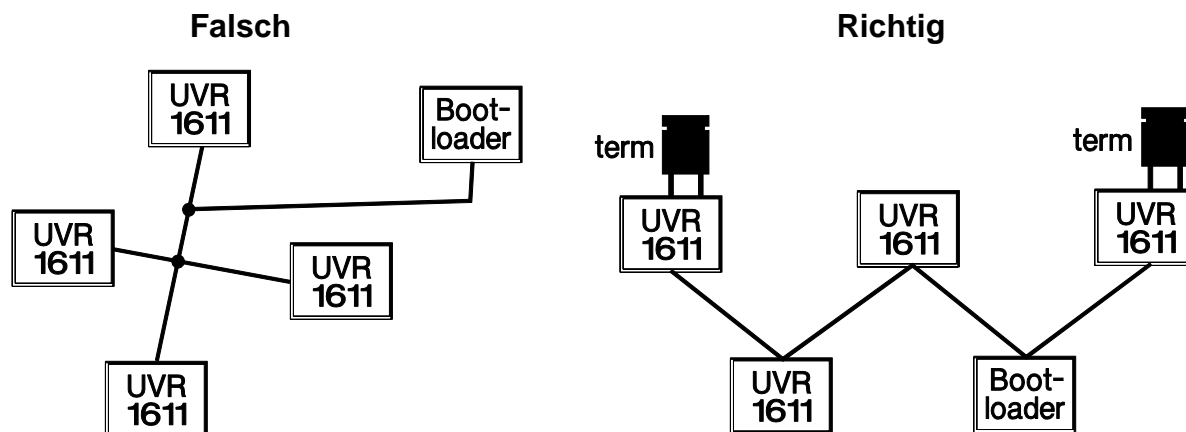 Falsch
UVR
1611
Boot-
loader
UVR
1611
UVR
1611
UVR
1611
Richtig
term
term
UVR
1611
UVR
1611
UVR
1611
UVR
1611
Boot-
loader